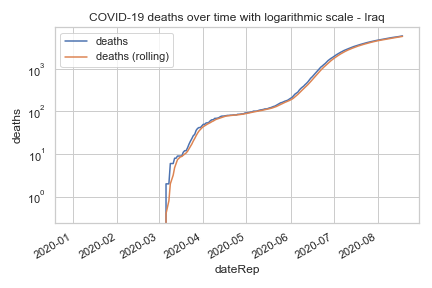 COVID-19 deaths over time with logarithmic scale - Iraq
deaths
deaths (rolling)
10³
10²
10¹
10⁰
deaths
2020-01
2020-02
2020-03
2020-04
2020-05
2020-06
2020-07
2020-08
dateRep